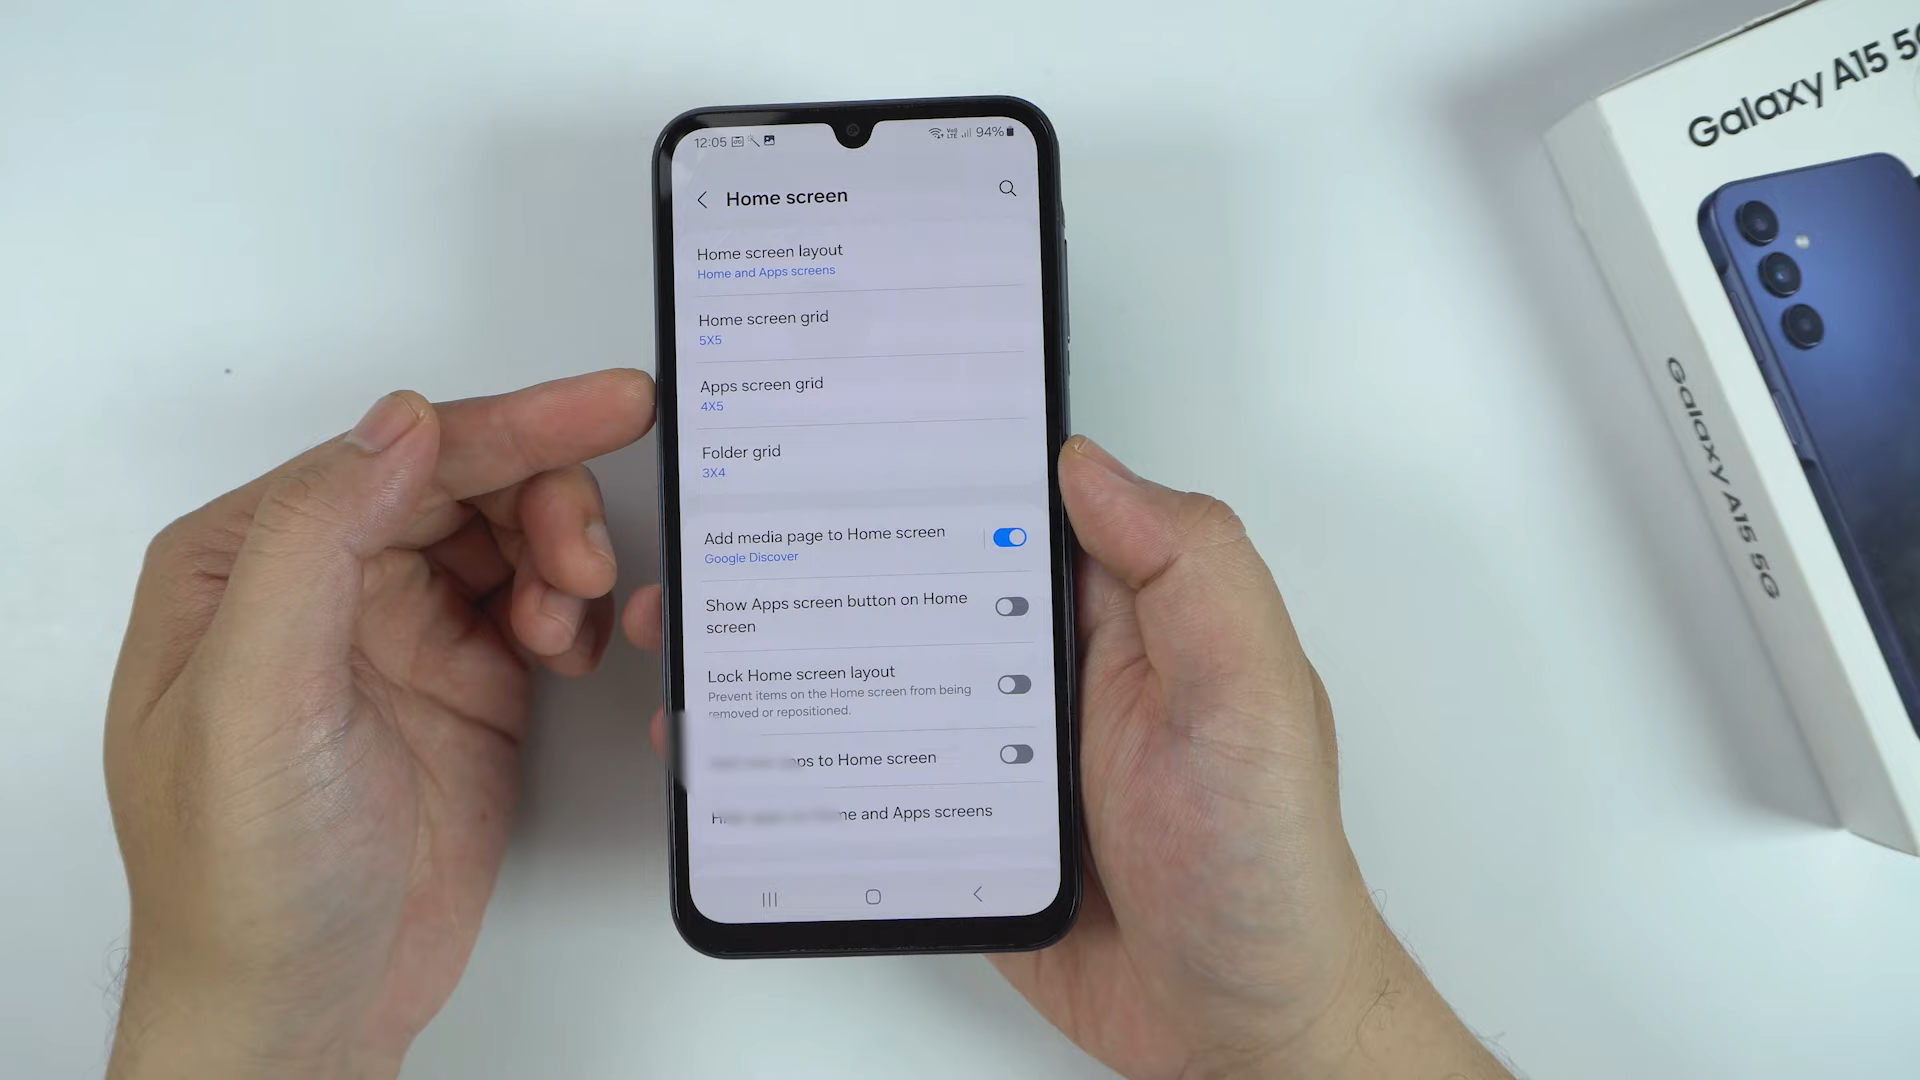 12:05
Vo))
LTE
94%
Home screen
Home screen layout
Home and Apps screens
Home screen grid
5X5
Apps screen grid
4X5
Folder grid
3X4
Add media page to Home screen
Google Discover
Show Apps screen button on Home
screen
Lock Home screen layout
Prevent items on the Home screen from being
removed or repositioned.
to Home screen
and Apps screens
Galaxy A15 5G
Galaxy A15 5G